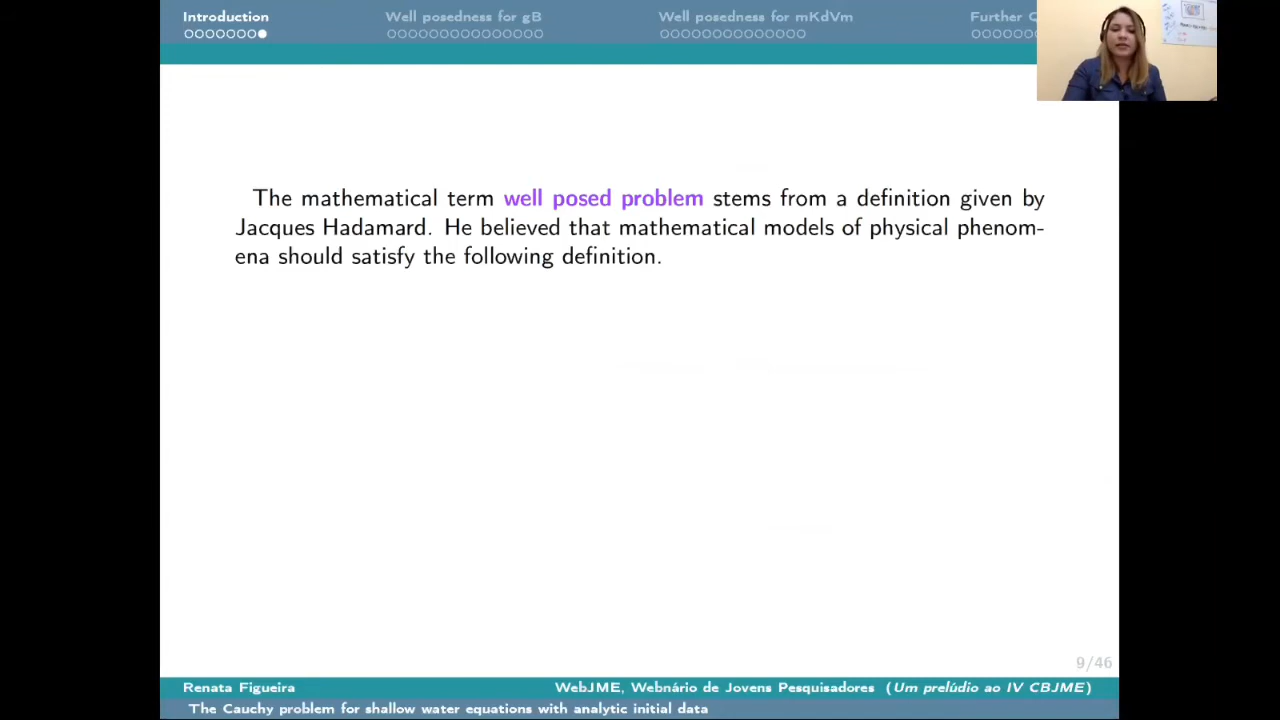 Introduction
Well posedness for gB
Well posedness for mKdVm
Further
The mathematical term well posed problem stems from a definition given by
Jacques Hadamard. He believed that mathematical models of physical phenom-
ena should satisfy the following definition.
9/46
Renata Figueira
WebJME, Webnário de Jovens Pesquisadores (Um prelúdio ao IV CBJME)
The Cauchy problem for shallow water equations with analytic initial data